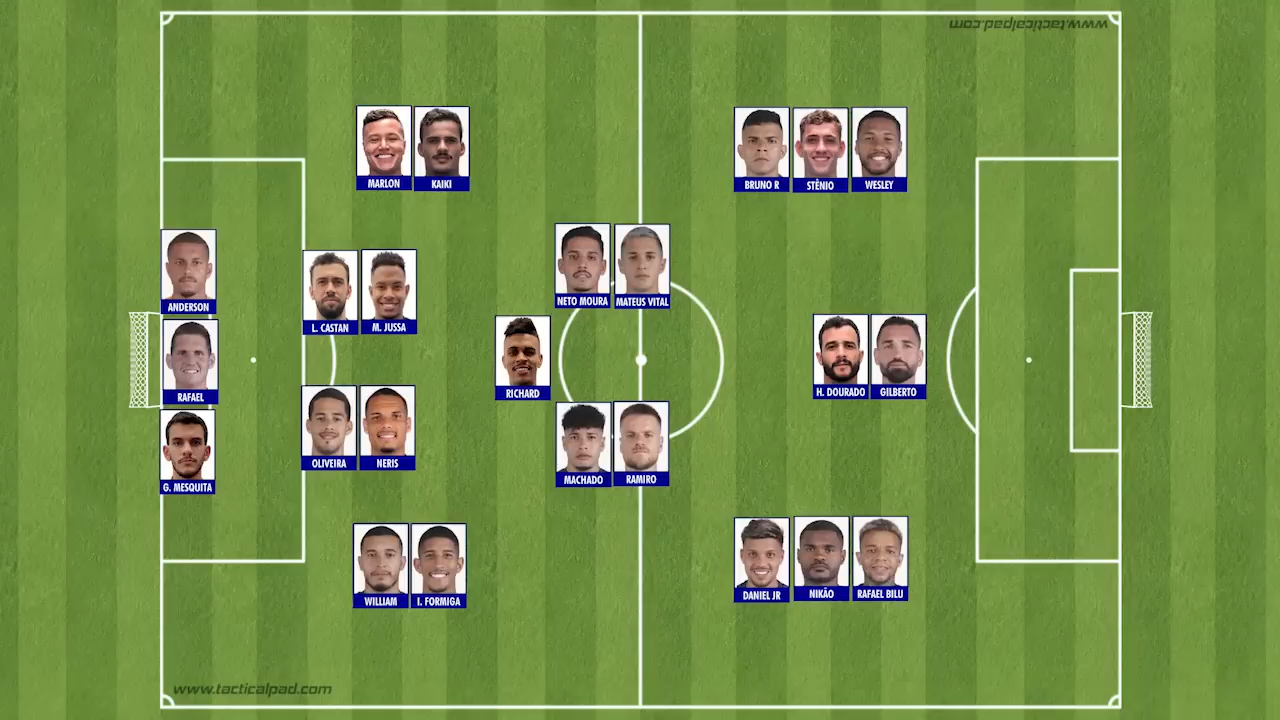 www.tacticalpad.com
MARLON
KAIKI
BRUNO R
STÊNIO
WESLEY
ANDERSON
RAFAEL
G. MESQUITA
L. CASTAN
M. JUSSA
OLIVEIRA
NERIS
WILLIAM
I. FORMIGA
RICHARD
NETO MOURA
MATEUS VITAL
MACHADO
RAMIRO
H. DOURADO
GILBERTO
DANIEL JR
NIKÃO
RAFAEL BILU
www.tacticalpad.com